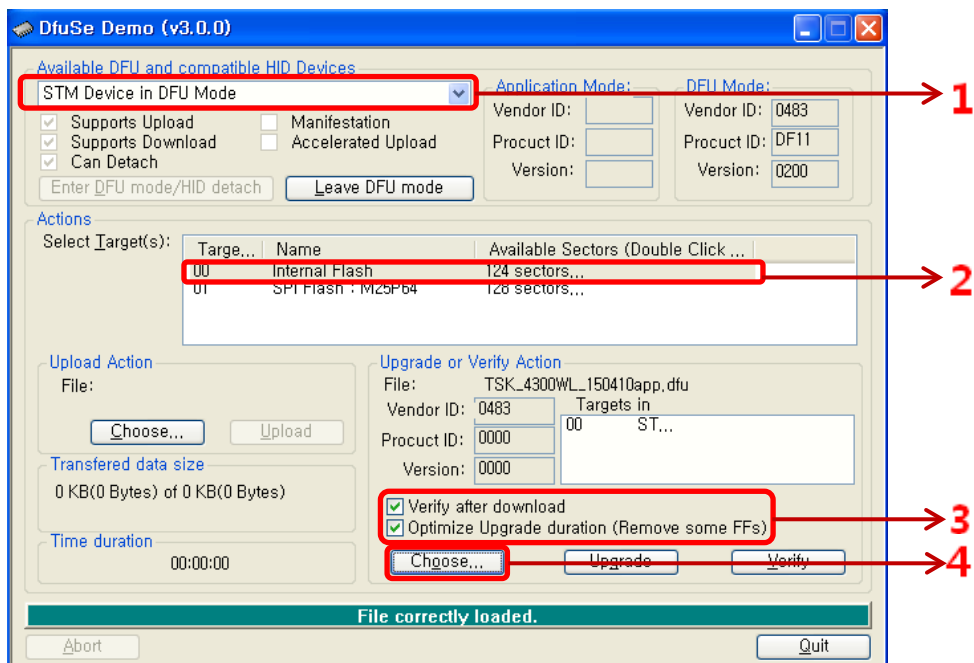 DfuSe Demo (v3.0.0)
Available DFU and compatible HID Devices
STM Device in DFU Mode
1
Supports Upload
Manifestation
Supports Download
Accelerated Upload
Can Detach
Enter DFU mode/HID detach
Leave DFU mode
Application Mode:
Vendor ID:
Procuct ID:
Version:
DFU Mode:
Vendor ID: 0483
Procuct ID: DF11
Version: 0200
Actions
Select Target(s):
Targe... Name Available Sectors (Double Click ...
00 Internal Flash 124 sectors...
2
01 SPI Flash : M25P64 128 sectors...
Upload Action
File:
Choose... Upload
Transfered data size
0 KB(0 Bytes) of 0 KB(0 Bytes)
Time duration
00:00:00
Upgrade or Verify Action
File: TSK_4300WL_150410app.dfu
Vendor ID: 0483
Procuct ID: 0000
Version: 0000
Targets in
00 ST...
Verify after download
Optimize Upgrade duration (Remove some FFs)
3
Choose... Upgrade Verify
4
File correctly loaded.
Abort
Quit